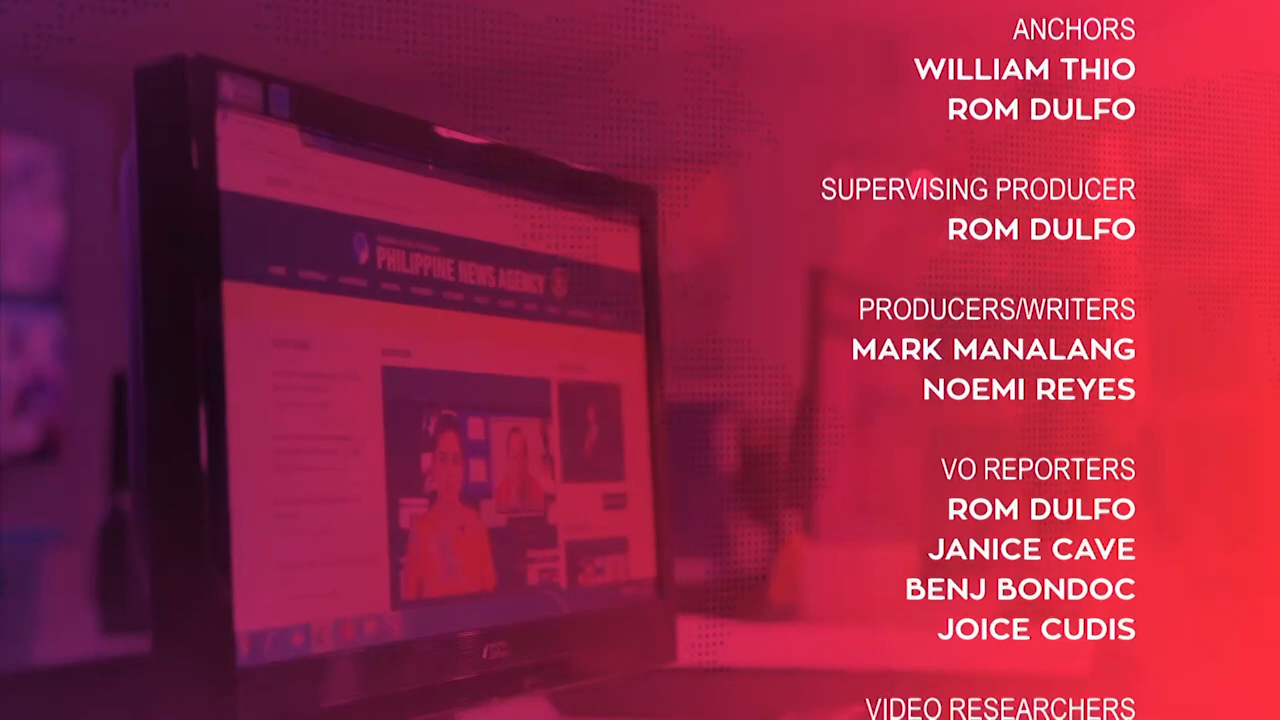 ANCHORS
WILLIAM THIO
ROM DULFO
SUPERVISING PRODUCER
ROM DULFO
PHILIPPINE NEWS AGENCY
PRODUCERS/WRITERS
MARK MANALANG
NOEMI REYES
VO REPORTERS
ROM DULFO
JANICE CAVE
BENJ BONDOC
JOICE CUDIS
VIDEO RESEARCHERS